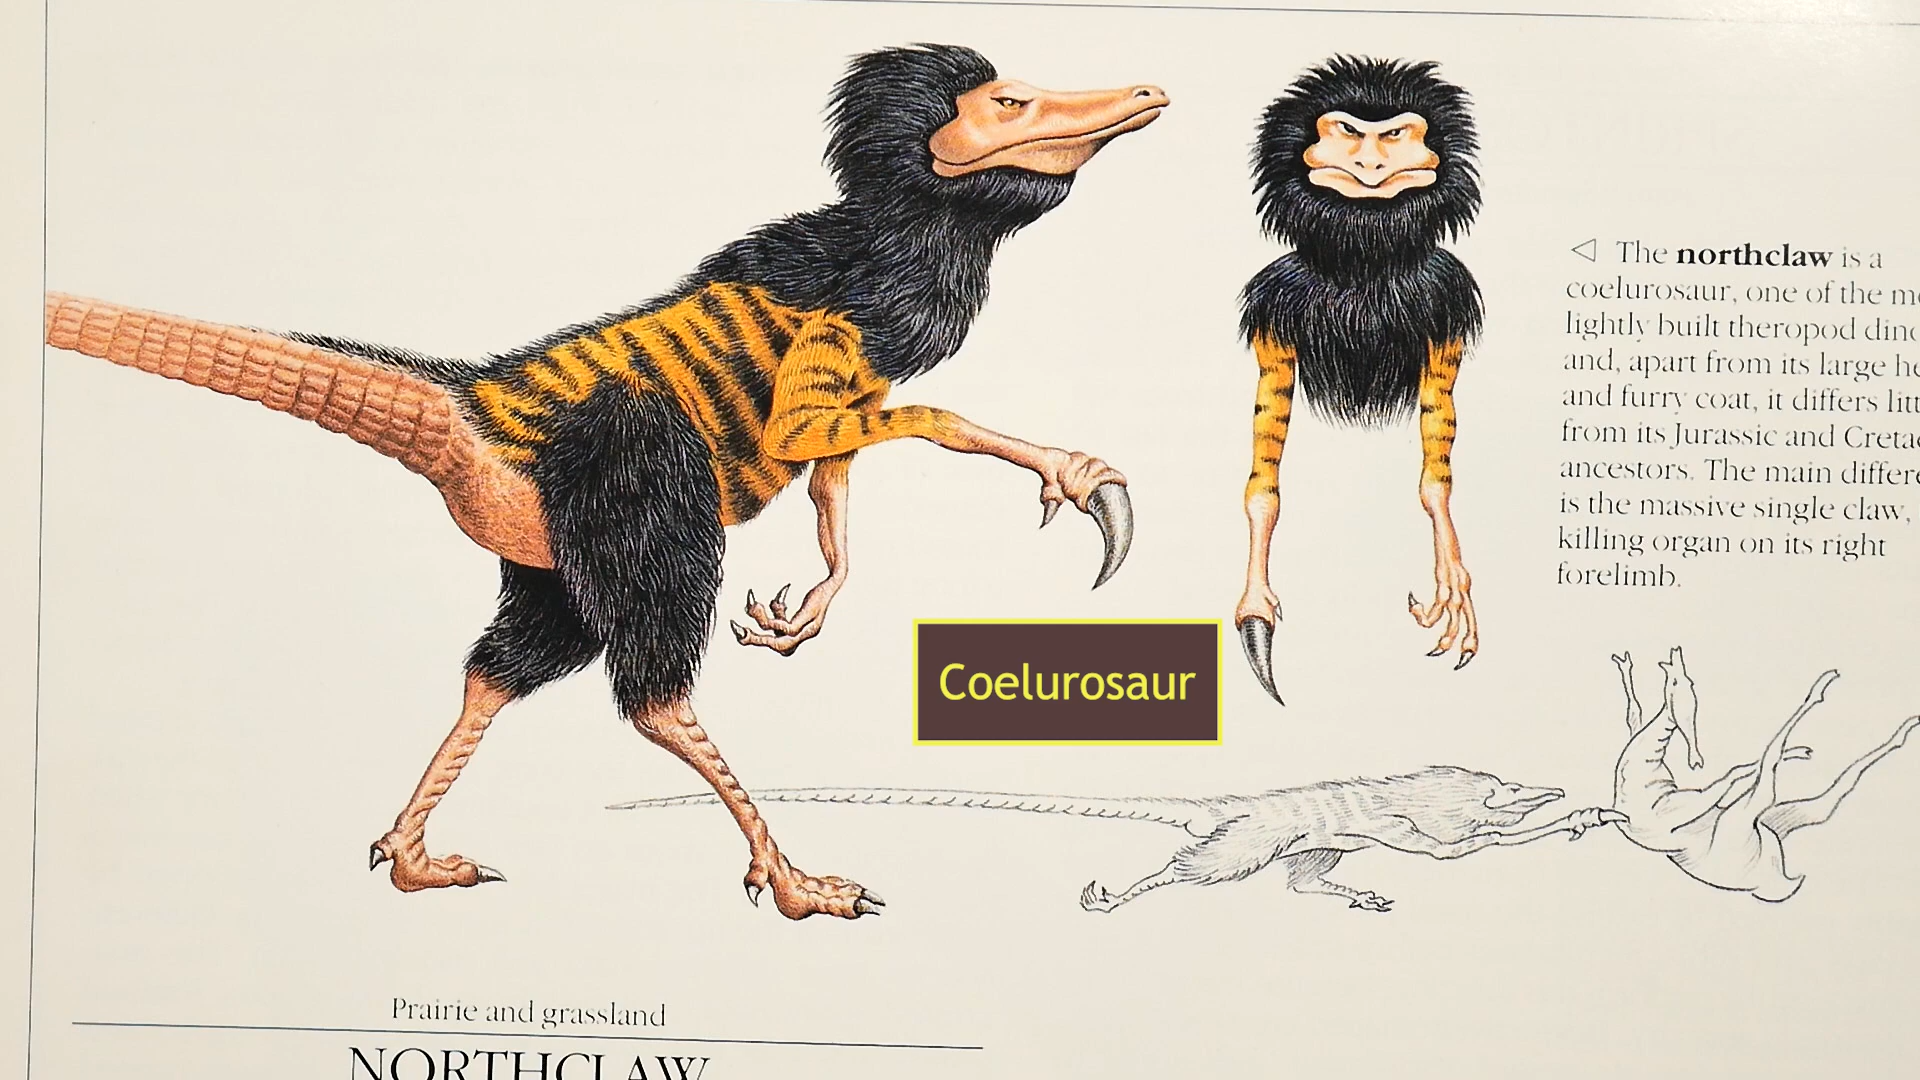 ◁ The northclaw is a
coelurosaur, one of the
lightly built theropod
and, apart from its large
and furry coat, it differs
from its Jurassic and
ancestors. The main
is the massive single claw,
killing organ on its right
forelimb.
Coelurosaur
Prairie and grassland
NORTHCLAW